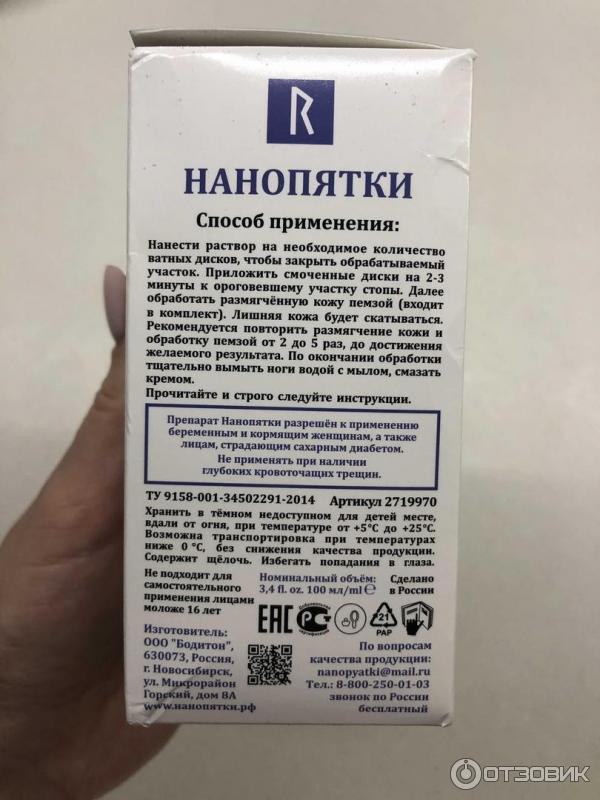 НАНОПЯТКИ
Способ применения:
Нанести раствор на необходимое количество
ватных дисков, чтобы закрыть обрабатываемый
участок. Приложить смоченные диски на 2-3
минуты к ороговевшему участку стопы. Далее
обработать размягчённую кожу пемзой (входит
в комплект). Лишняя кожа будет скатываться.
Рекомендуется повторить размягчение кожи и
обработку пемзой от 2 до 5 раз, до достижения
желаемого результата. По окончании обработки
тщательно вымыть ноги водой с мылом, смазать
кремом.
Прочитайте и строго следуйте инструкции.
Препарат Нанопятки разрешён к применению
беременным и кормящим женщинам, а также
лицам, страдающим сахарным диабетом.
Не применять при наличии
глубоких кровоточащих трещин.
ТУ 9158-001-34502291-2014 Артикул 2719970
Хранить в тёмном недоступном для детей месте,
вдали от огня, при температуре от +5°С до +25°С.
Возможна транспортировка при температурах
ниже 0 °С, без снижения качества продукции.
Содержит щёлочь. Избегать попадания в глаза.
Не подходит для
самостоятельного
применения лицами
моложе 16 лет
Номинальный объём:
3,4 fl. oz. 100 мл/ml ℮
Сделано
в России
ЕАС
Добровольная
сертификация
21
PAP
Изготовитель:
ООО "Бодитон",
630073, Россия,
г. Новосибирск,
ул. Микрорайон
Горский, дом 8А
www.нанопятки.рф
По вопросам
качества продукции:
nanopyatki@mail.ru
Тел.: 8-800-250-01-03
звонок по России
бесплатный
ОТЗОВИК